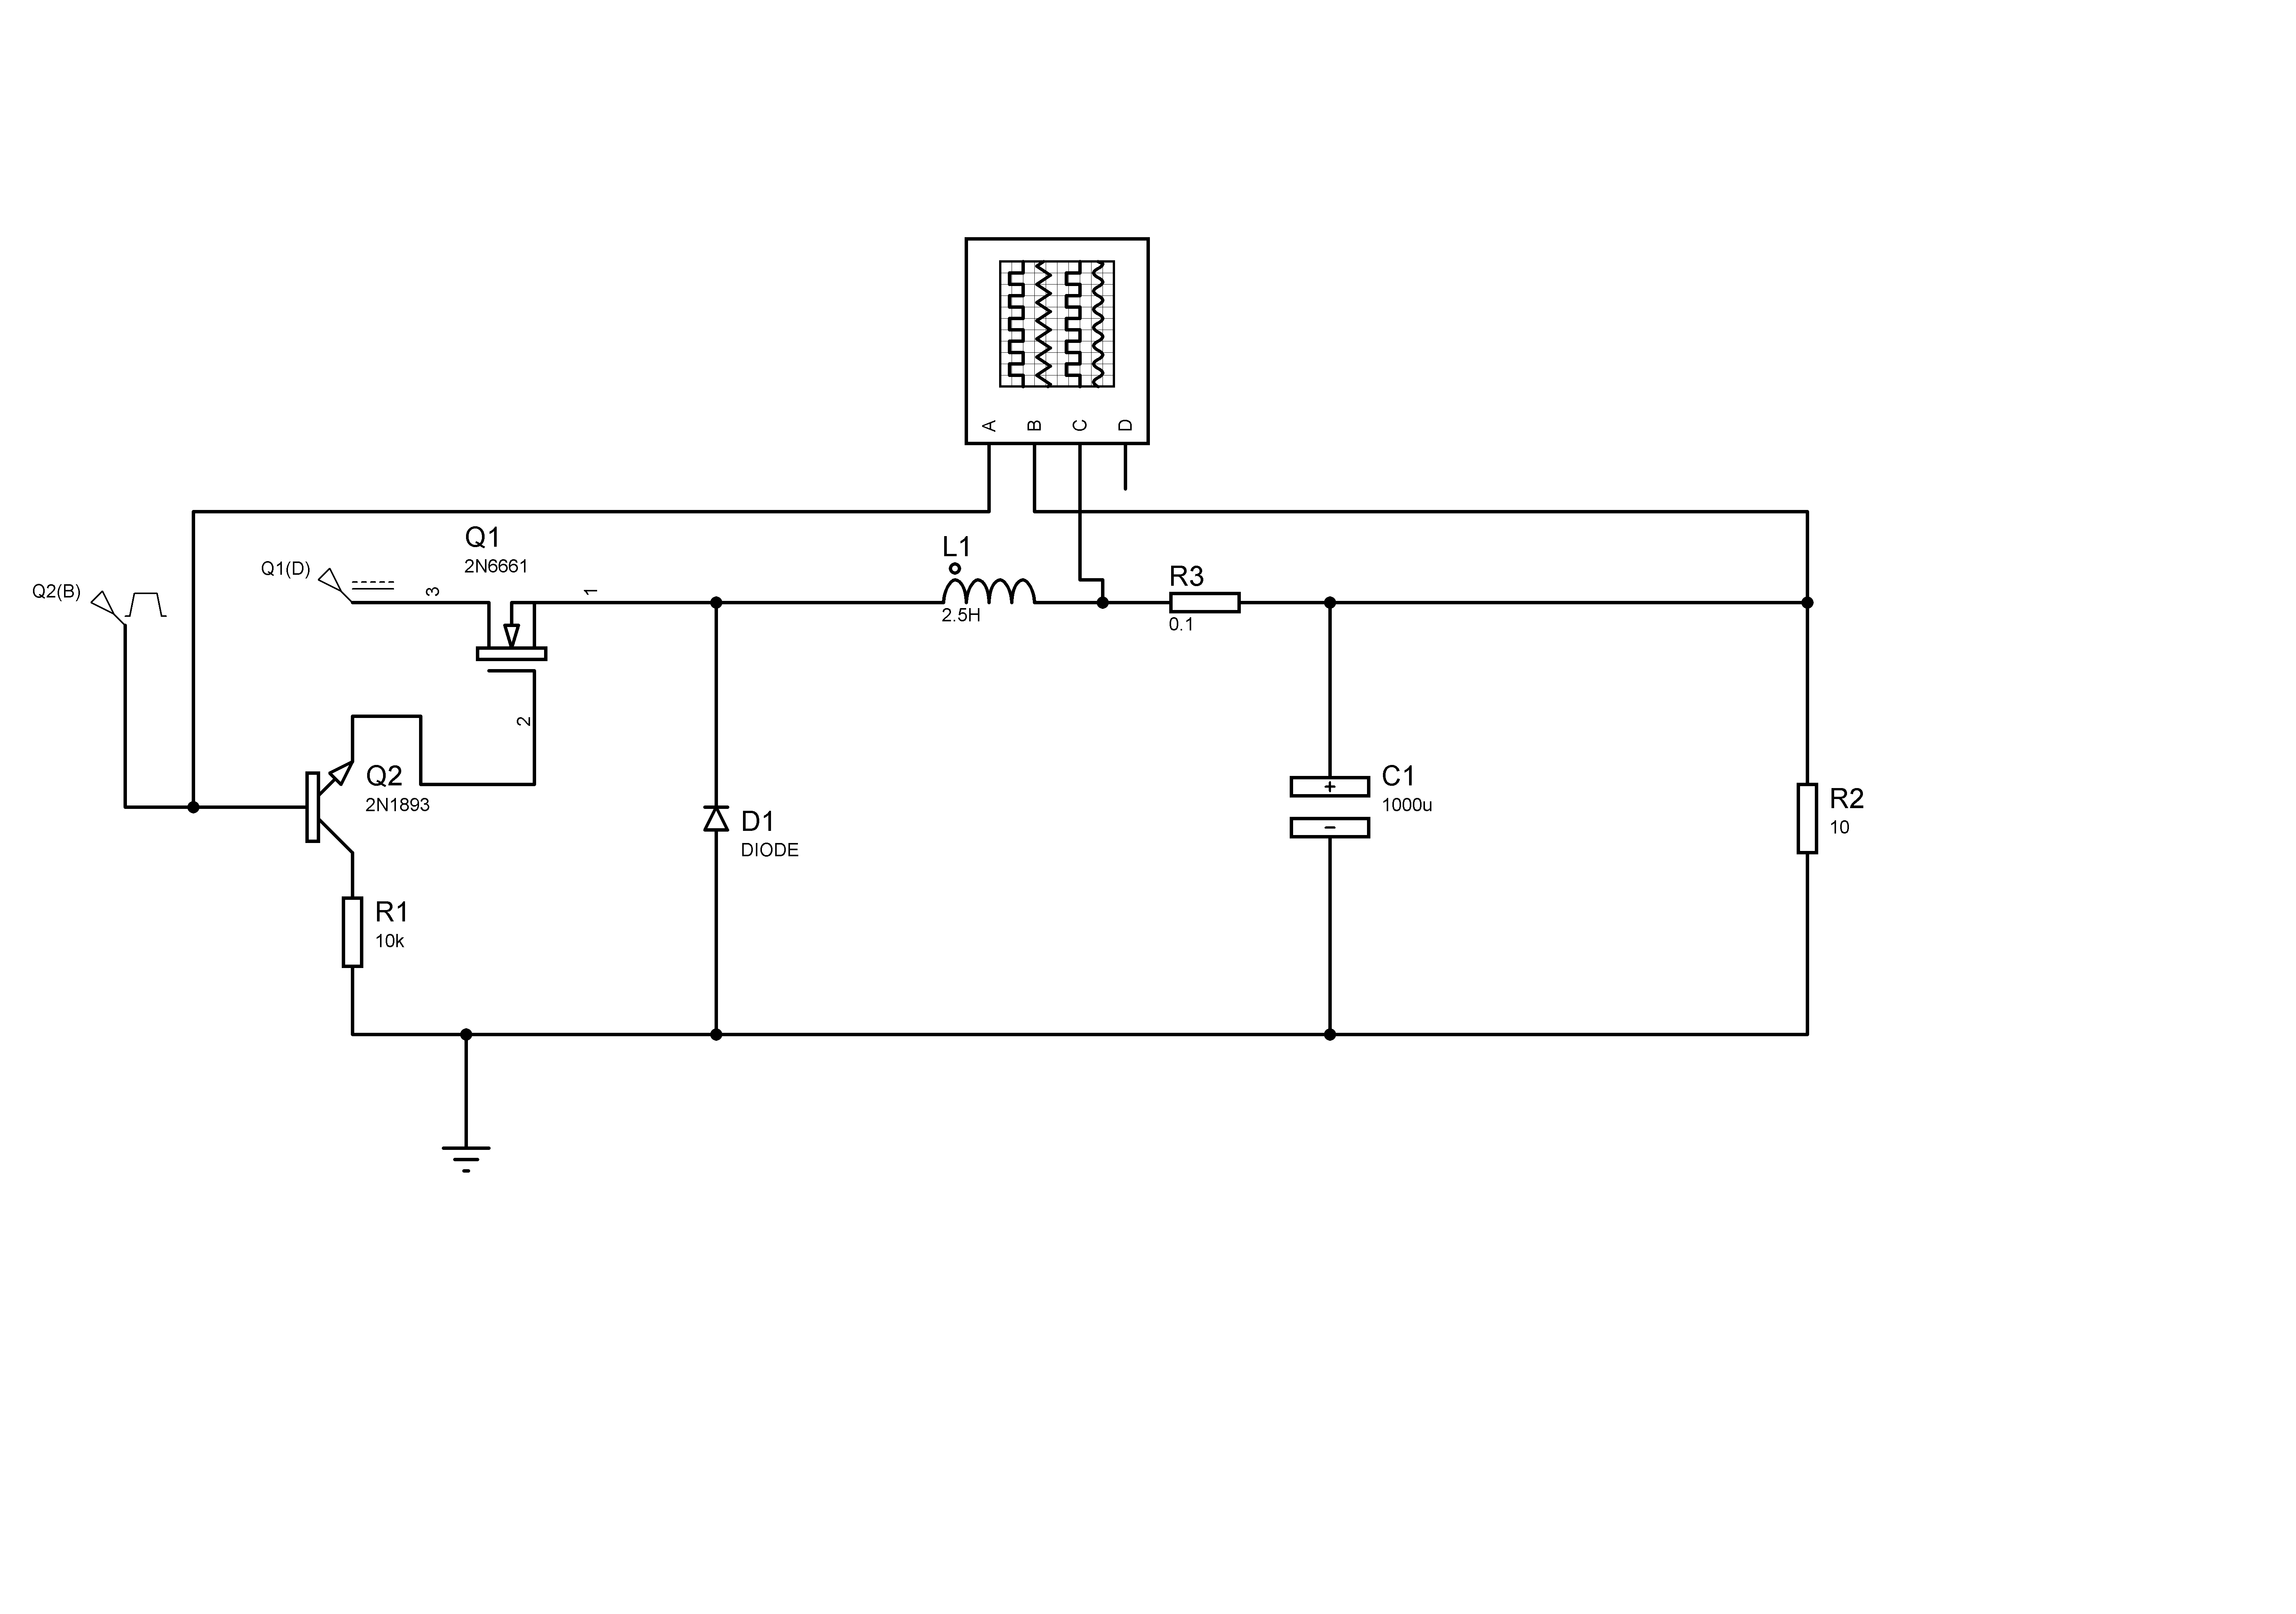 A
B
C
D
Q1
2N6661
Q1(D)
3
1
Q2(B)
L1
2.5H
R3
0.1
2
Q2
2N1893
D1
DIODE
+
-
C1
1000u
R2
10
R1
10k